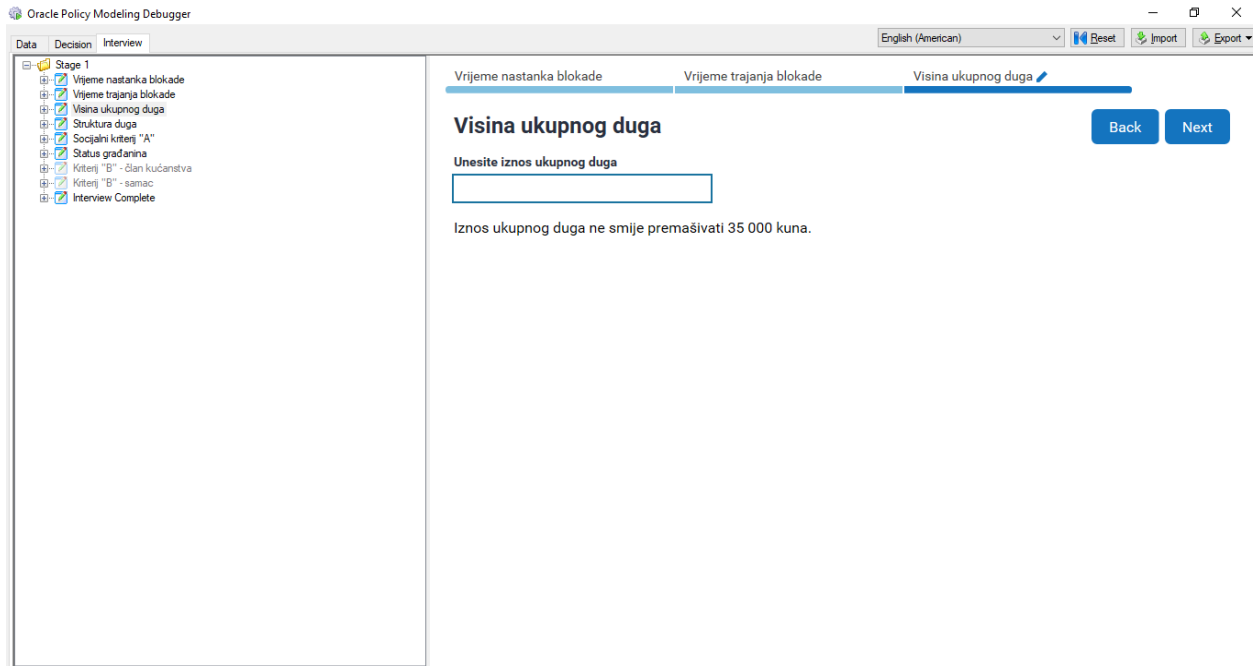 Oracle Policy Modeling Debugger
Data Decision Interview
English (American) Reset Import Export
Stage 1
Vrijeme nastanka blokade
Vrijeme trajanja blokade
Visina ukupnog duga
Struktura duga
Socijalni kriterij "A"
Status građanina
Kriterij "B" - član kućanstva
Kriterij "B" - samac
Interview Complete
Vrijeme nastanka blokade Vrijeme trajanja blokade Visina ukupnog duga
Visina ukupnog duga
Back Next
Unesite iznos ukupnog duga
Iznos ukupnog duga ne smije premašivati 35 000 kuna.